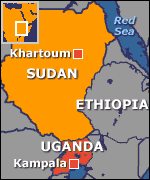 Red
Sea
Khartoum
SUDAN
ETHIOPIA
UGANDA
Kampala